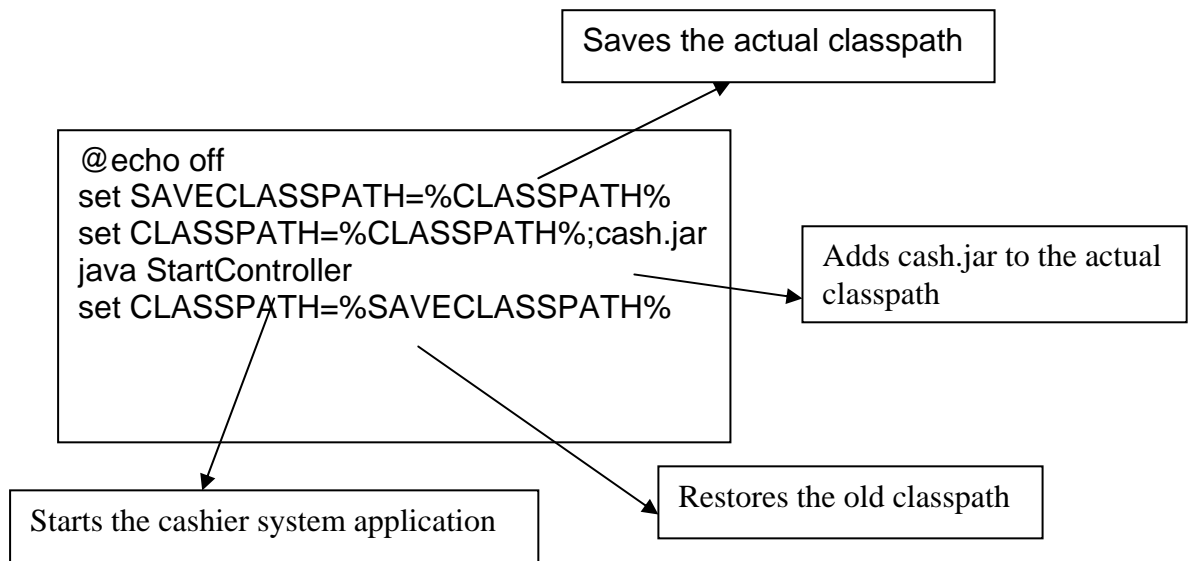 Saves the actual classpath
@echo off
set SAVECLASSPATH=%CLASSPATH%
set CLASSPATH=%CLASSPATH%;cash.jar
java StartController
set CLASSPATH=%SAVECLASSPATH%
Adds cash.jar to the actual
classpath
Restores the old classpath
Starts the cashier system application